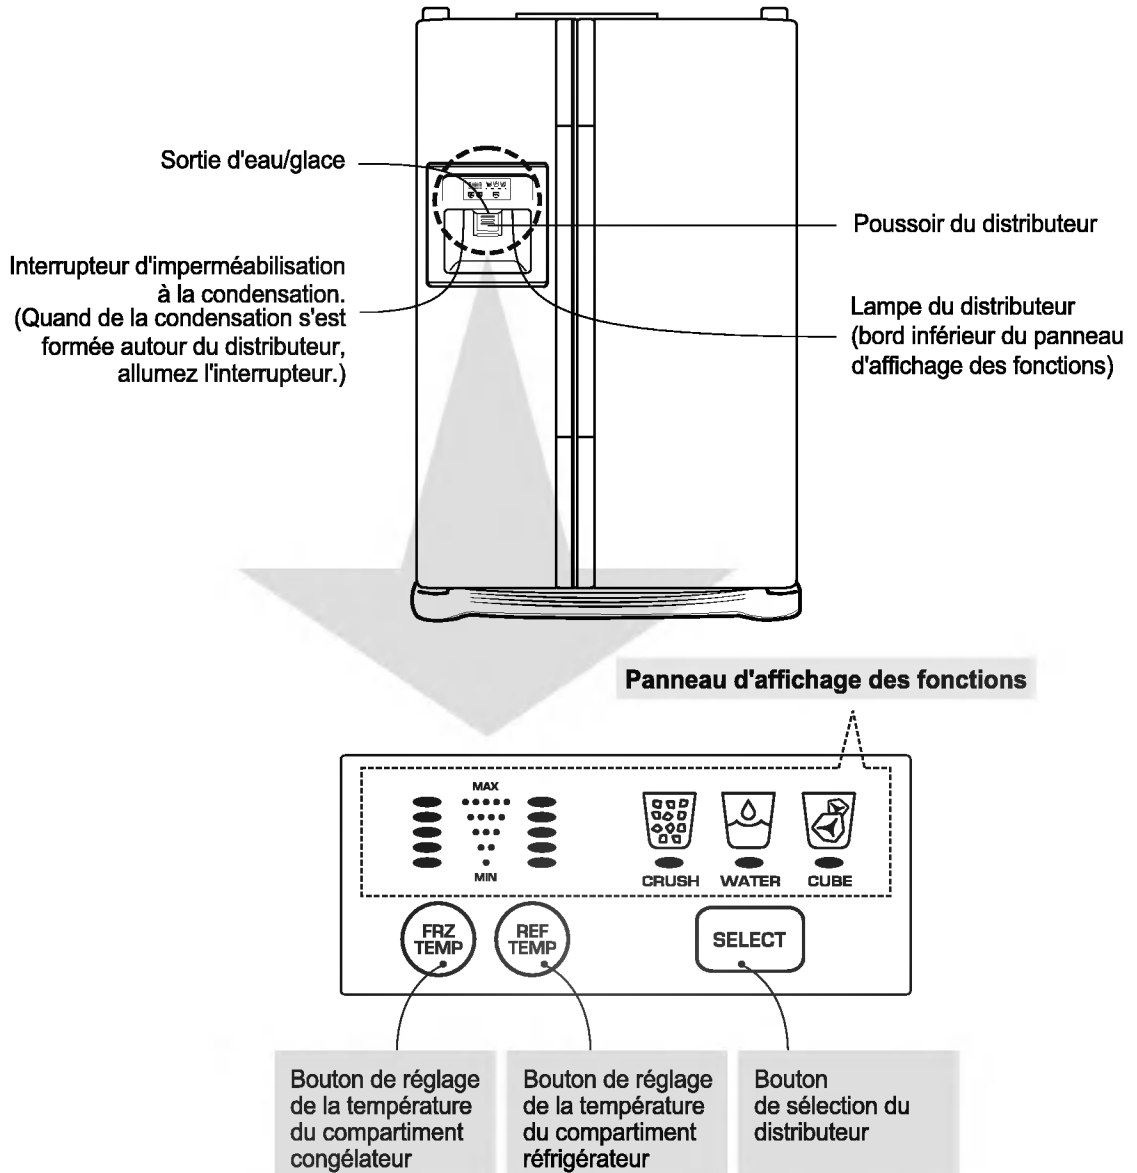 Sortie d'eau/glace
Poussoir du distributeur
Interrupteur d'imperméabilisation
à la condensation.
(Quand de la condensation s'est
formée autour du distributeur,
allumez l'interrupteur.)
Lampe du distributeur
(bord inférieur du panneau
d'affichage des fonctions)
Panneau d'affichage des fonctions
MAX
MIN
CRUSH
WATER
CUBE
FRZ
TEMP
REF
TEMP
SELECT
Bouton de réglage
de la température
du compartiment
congélateur
Bouton de réglage
de la température
du compartiment
réfrigérateur
Bouton
de sélection du
distributeur